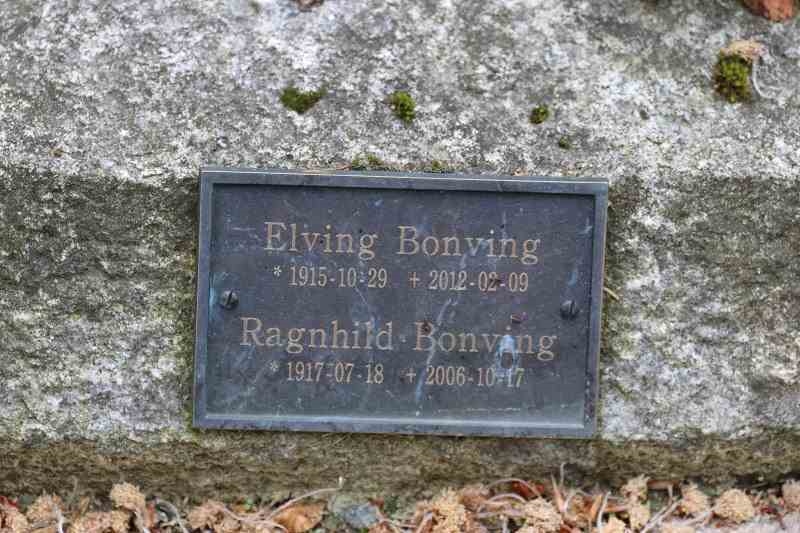 Elving Bonving
* 1915-10-29 + 2012-02-09
Ragnhild Bonving
* 1917-07-18 + 2006-10-17